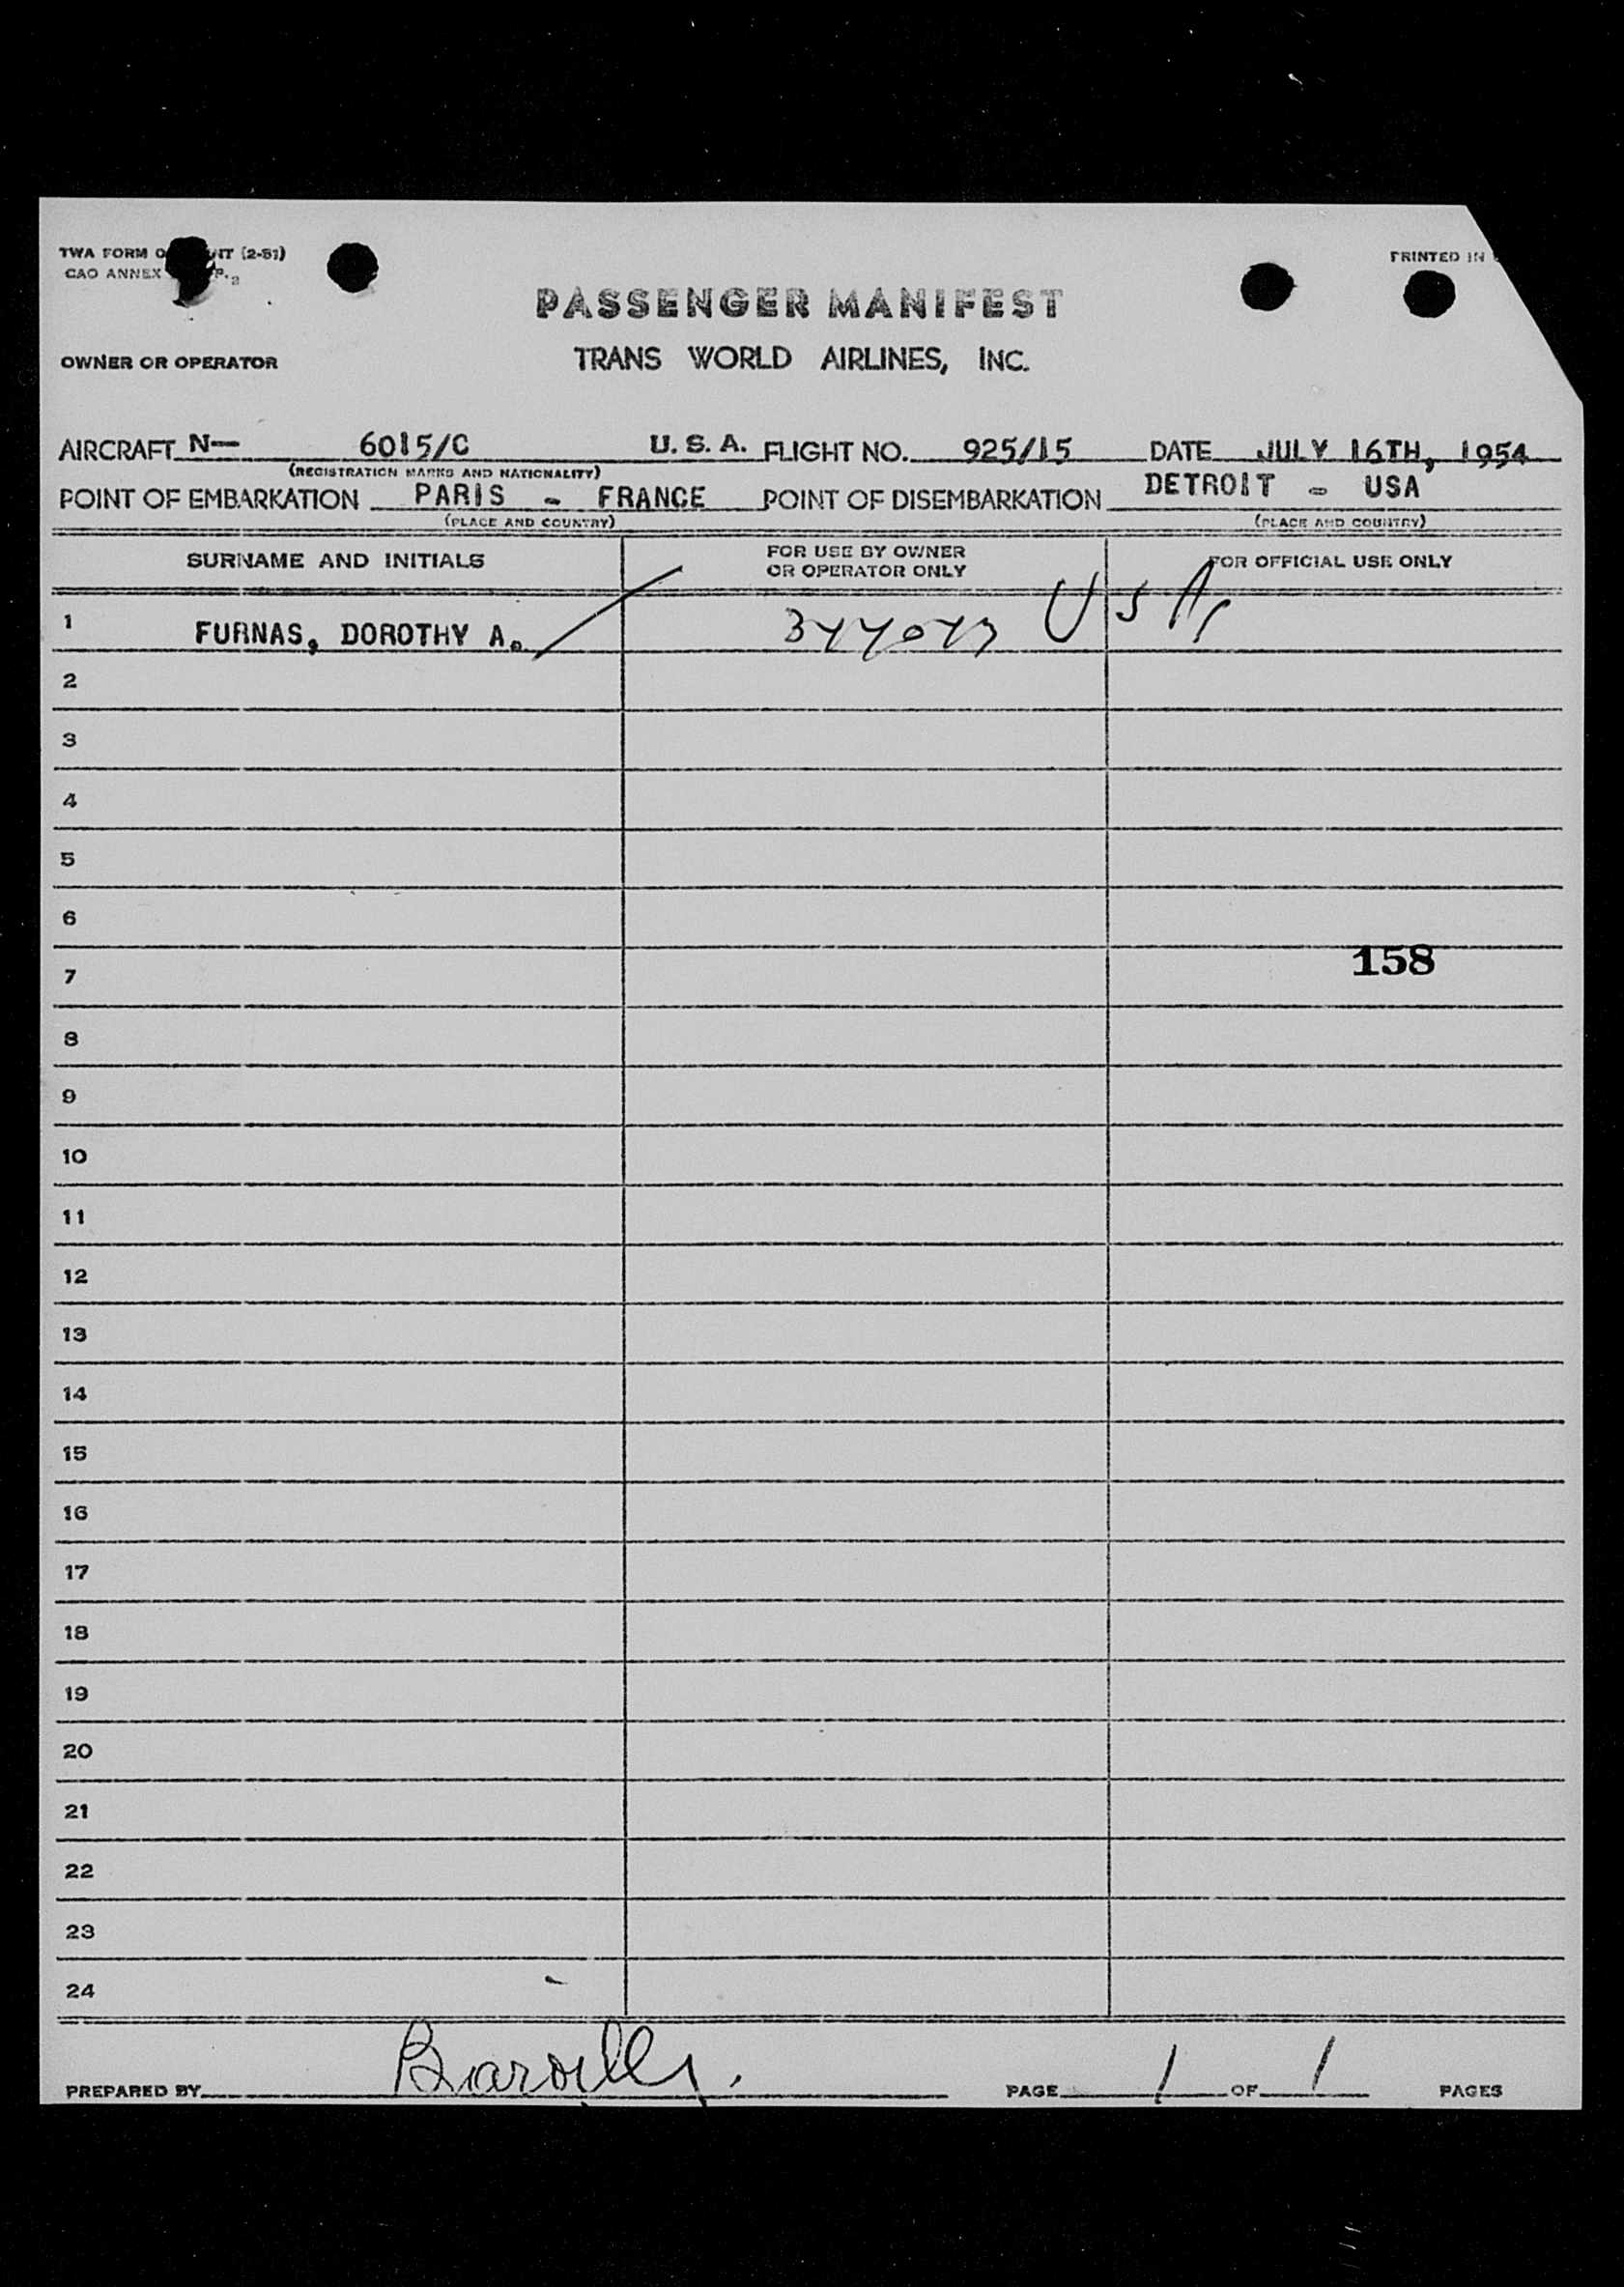 TWA FORM (2-51)
PRINTED IN
CAO ANNEX
PASSENGER MANIFEST
OWNER OR OPERATOR TRANS WORLD AIRLINES, INC.
AIRCRAFT N— 6015/C U. S. A. FLIGHT NO. 925/15 DATE JULY 16TH, 1954
(REGISTRATION MARKS AND NATIONALITY)
POINT OF EMBARKATION PARIS - FRANCE POINT OF DISEMBARKATION DETROIT - USA
(PLACE AND COUNTRY) (PLACE AND COUNTRY)
SURNAME AND INITIALS FOR USE BY OWNER OR OPERATOR ONLY FOR OFFICIAL USE ONLY
1 FURNAS, DOROTHY A. USA
2
3
4
5
6
158
7
8
9
10
11
12
13
14
15
16
17
18
19
20
21
22
23
24
PREPARED BY PAGE 1 OF 1 PAGES